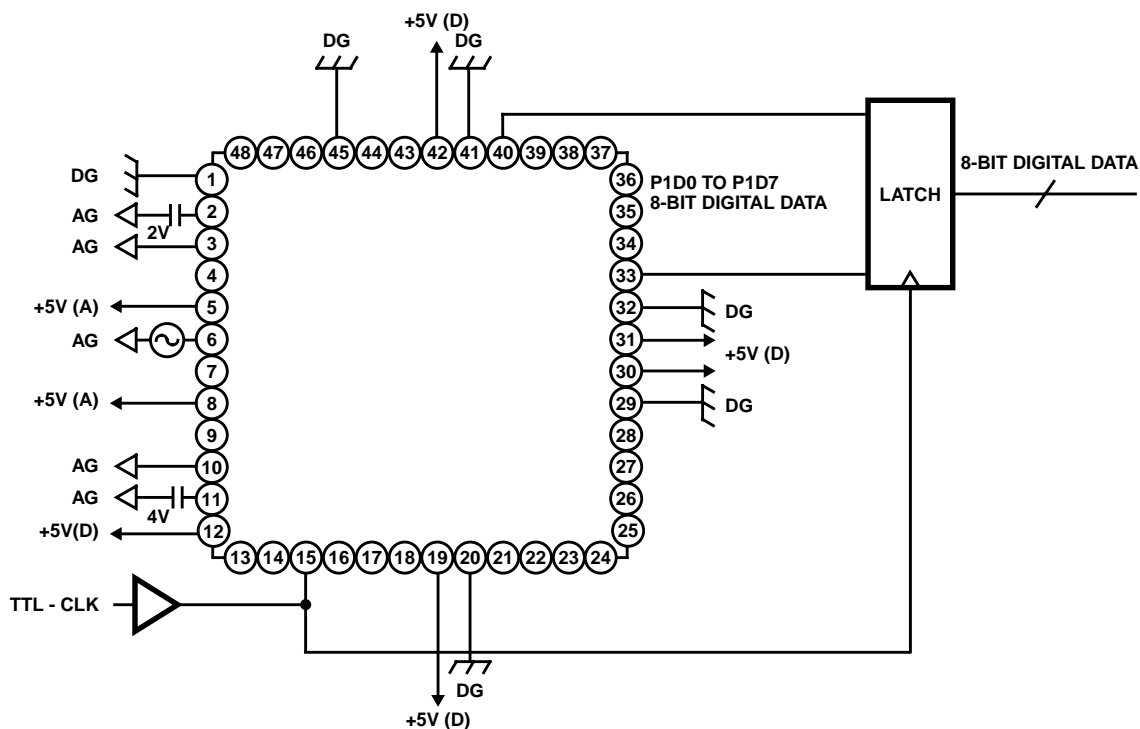 +5V (D)
DG
DG
48 47 46 45 44 43 42 41 40 39 38 37
8-BIT DIGITAL DATA
LATCH
DG
1
36
P1D0 TO P1D7
8-BIT DIGITAL DATA
AG
2
35
2V
AG
3
34
4
33
+5V (A)
5
32
DG
AG
6
31
+5V (D)
7
30
+5V (A)
8
29
DG
9
28
AG
10
27
AG
11
26
4V
+5V(D)
12
25
13 14 15 16 17 18 19 20 21 22 23 24
TTL - CLK
DG
+5V (D)